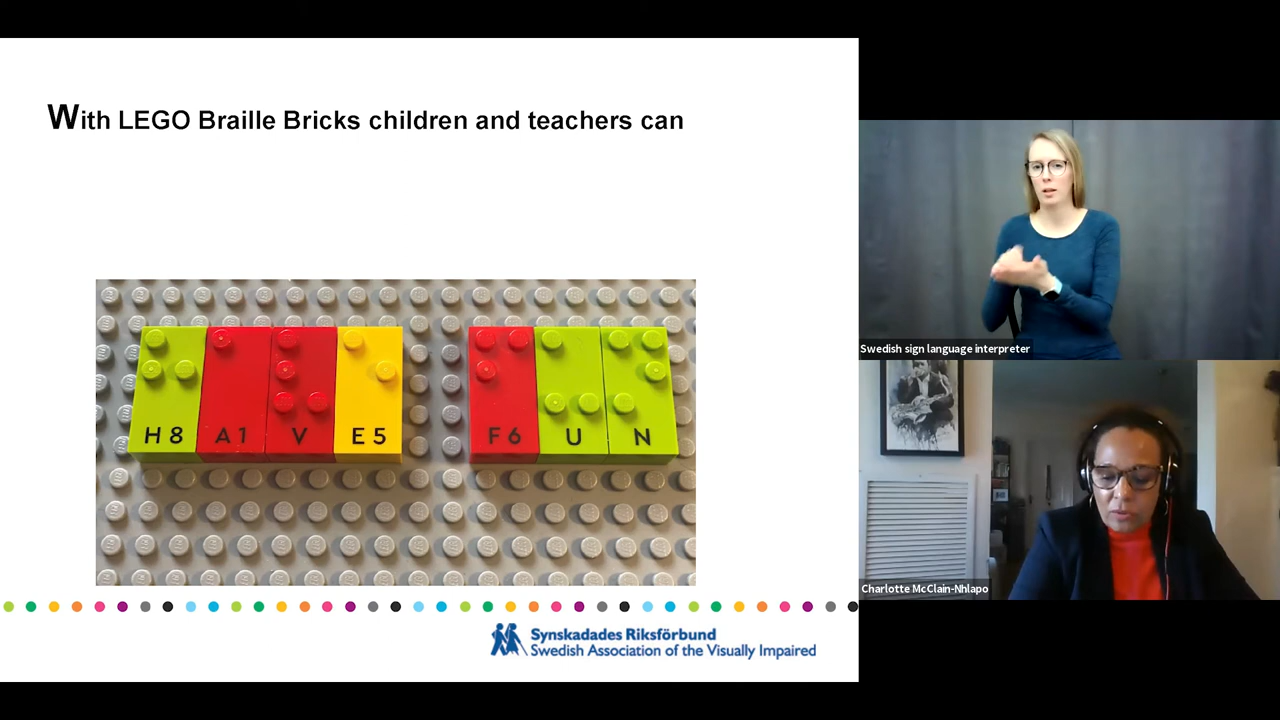 With LEGO Braille Bricks children and teachers can
H8 A1 V E5 F6 U N
Synskadades Riksförbund
Swedish Association of the Visually Impaired
Swedish sign language interpreter
Charlotte McClain-Nhlapo